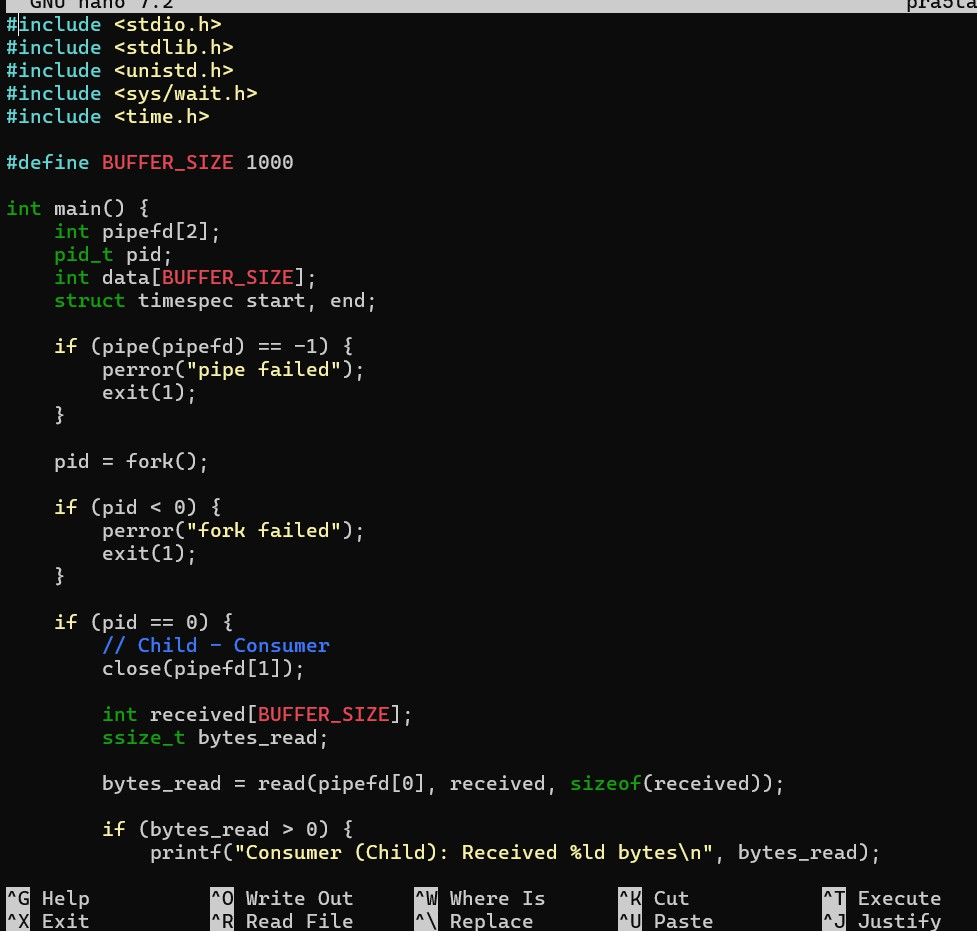 GNU nano 7.2 pra5ta
#include <stdio.h>
#include <stdlib.h>
#include <unistd.h>
#include <sys/wait.h>
#include <time.h>

#define BUFFER_SIZE 1000

int main() {
    int pipefd[2];
    pid_t pid;
    int data[BUFFER_SIZE];
    struct timespec start, end;

    if (pipe(pipefd) == -1) {
        perror("pipe failed");
        exit(1);
    }

    pid = fork();

    if (pid < 0) {
        perror("fork failed");
        exit(1);
    }

    if (pid == 0) {
        // Child - Consumer
        close(pipefd[1]);

        int received[BUFFER_SIZE];
        ssize_t bytes_read;

        bytes_read = read(pipefd[0], received, sizeof(received));

        if (bytes_read > 0) {
            printf("Consumer (Child): Received %ld bytes\n", bytes_read);

^G Help ^O Write Out ^W Where Is ^K Cut ^T Execute
^X Exit ^R Read File ^\ Replace ^U Paste ^J Justify